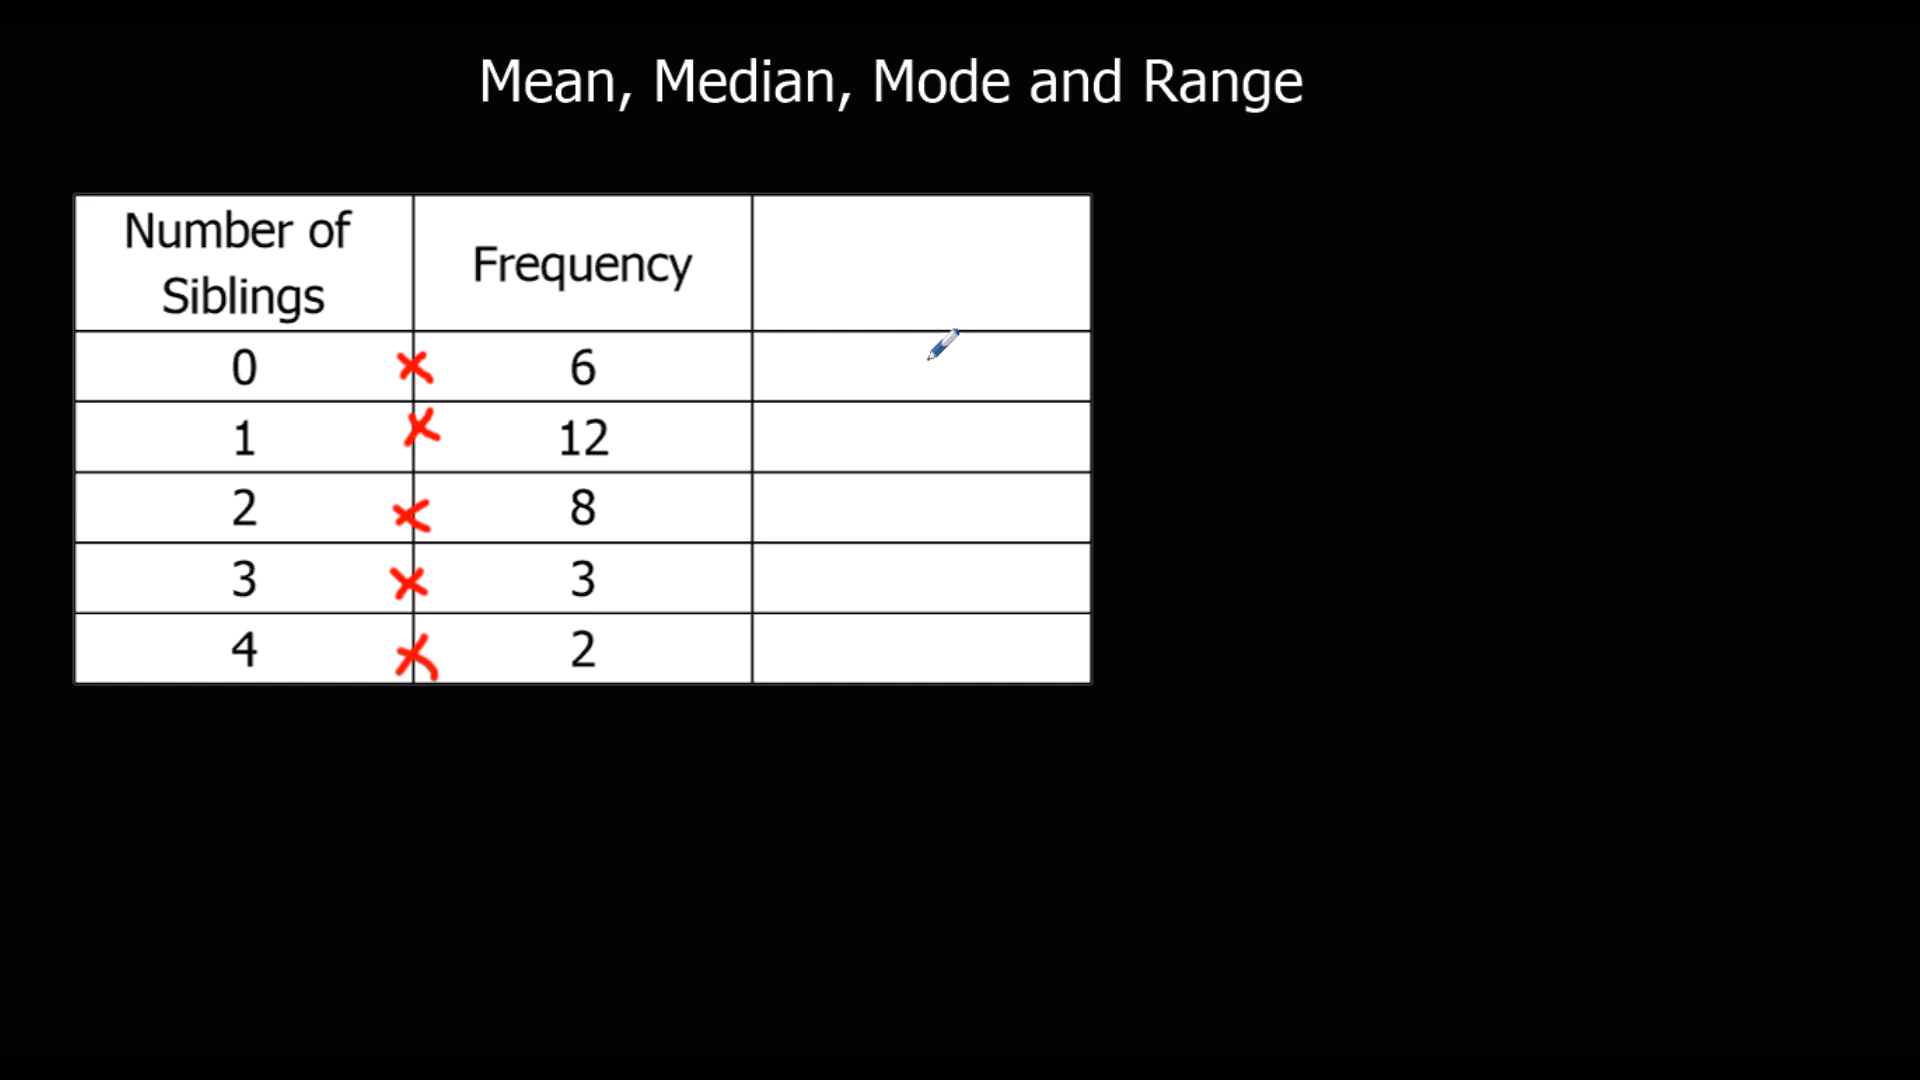 Mean, Median, Mode and Range
Number of
Siblings
Frequency
0 × 6
1 × 12
2 × 8
3 × 3
4 × 2